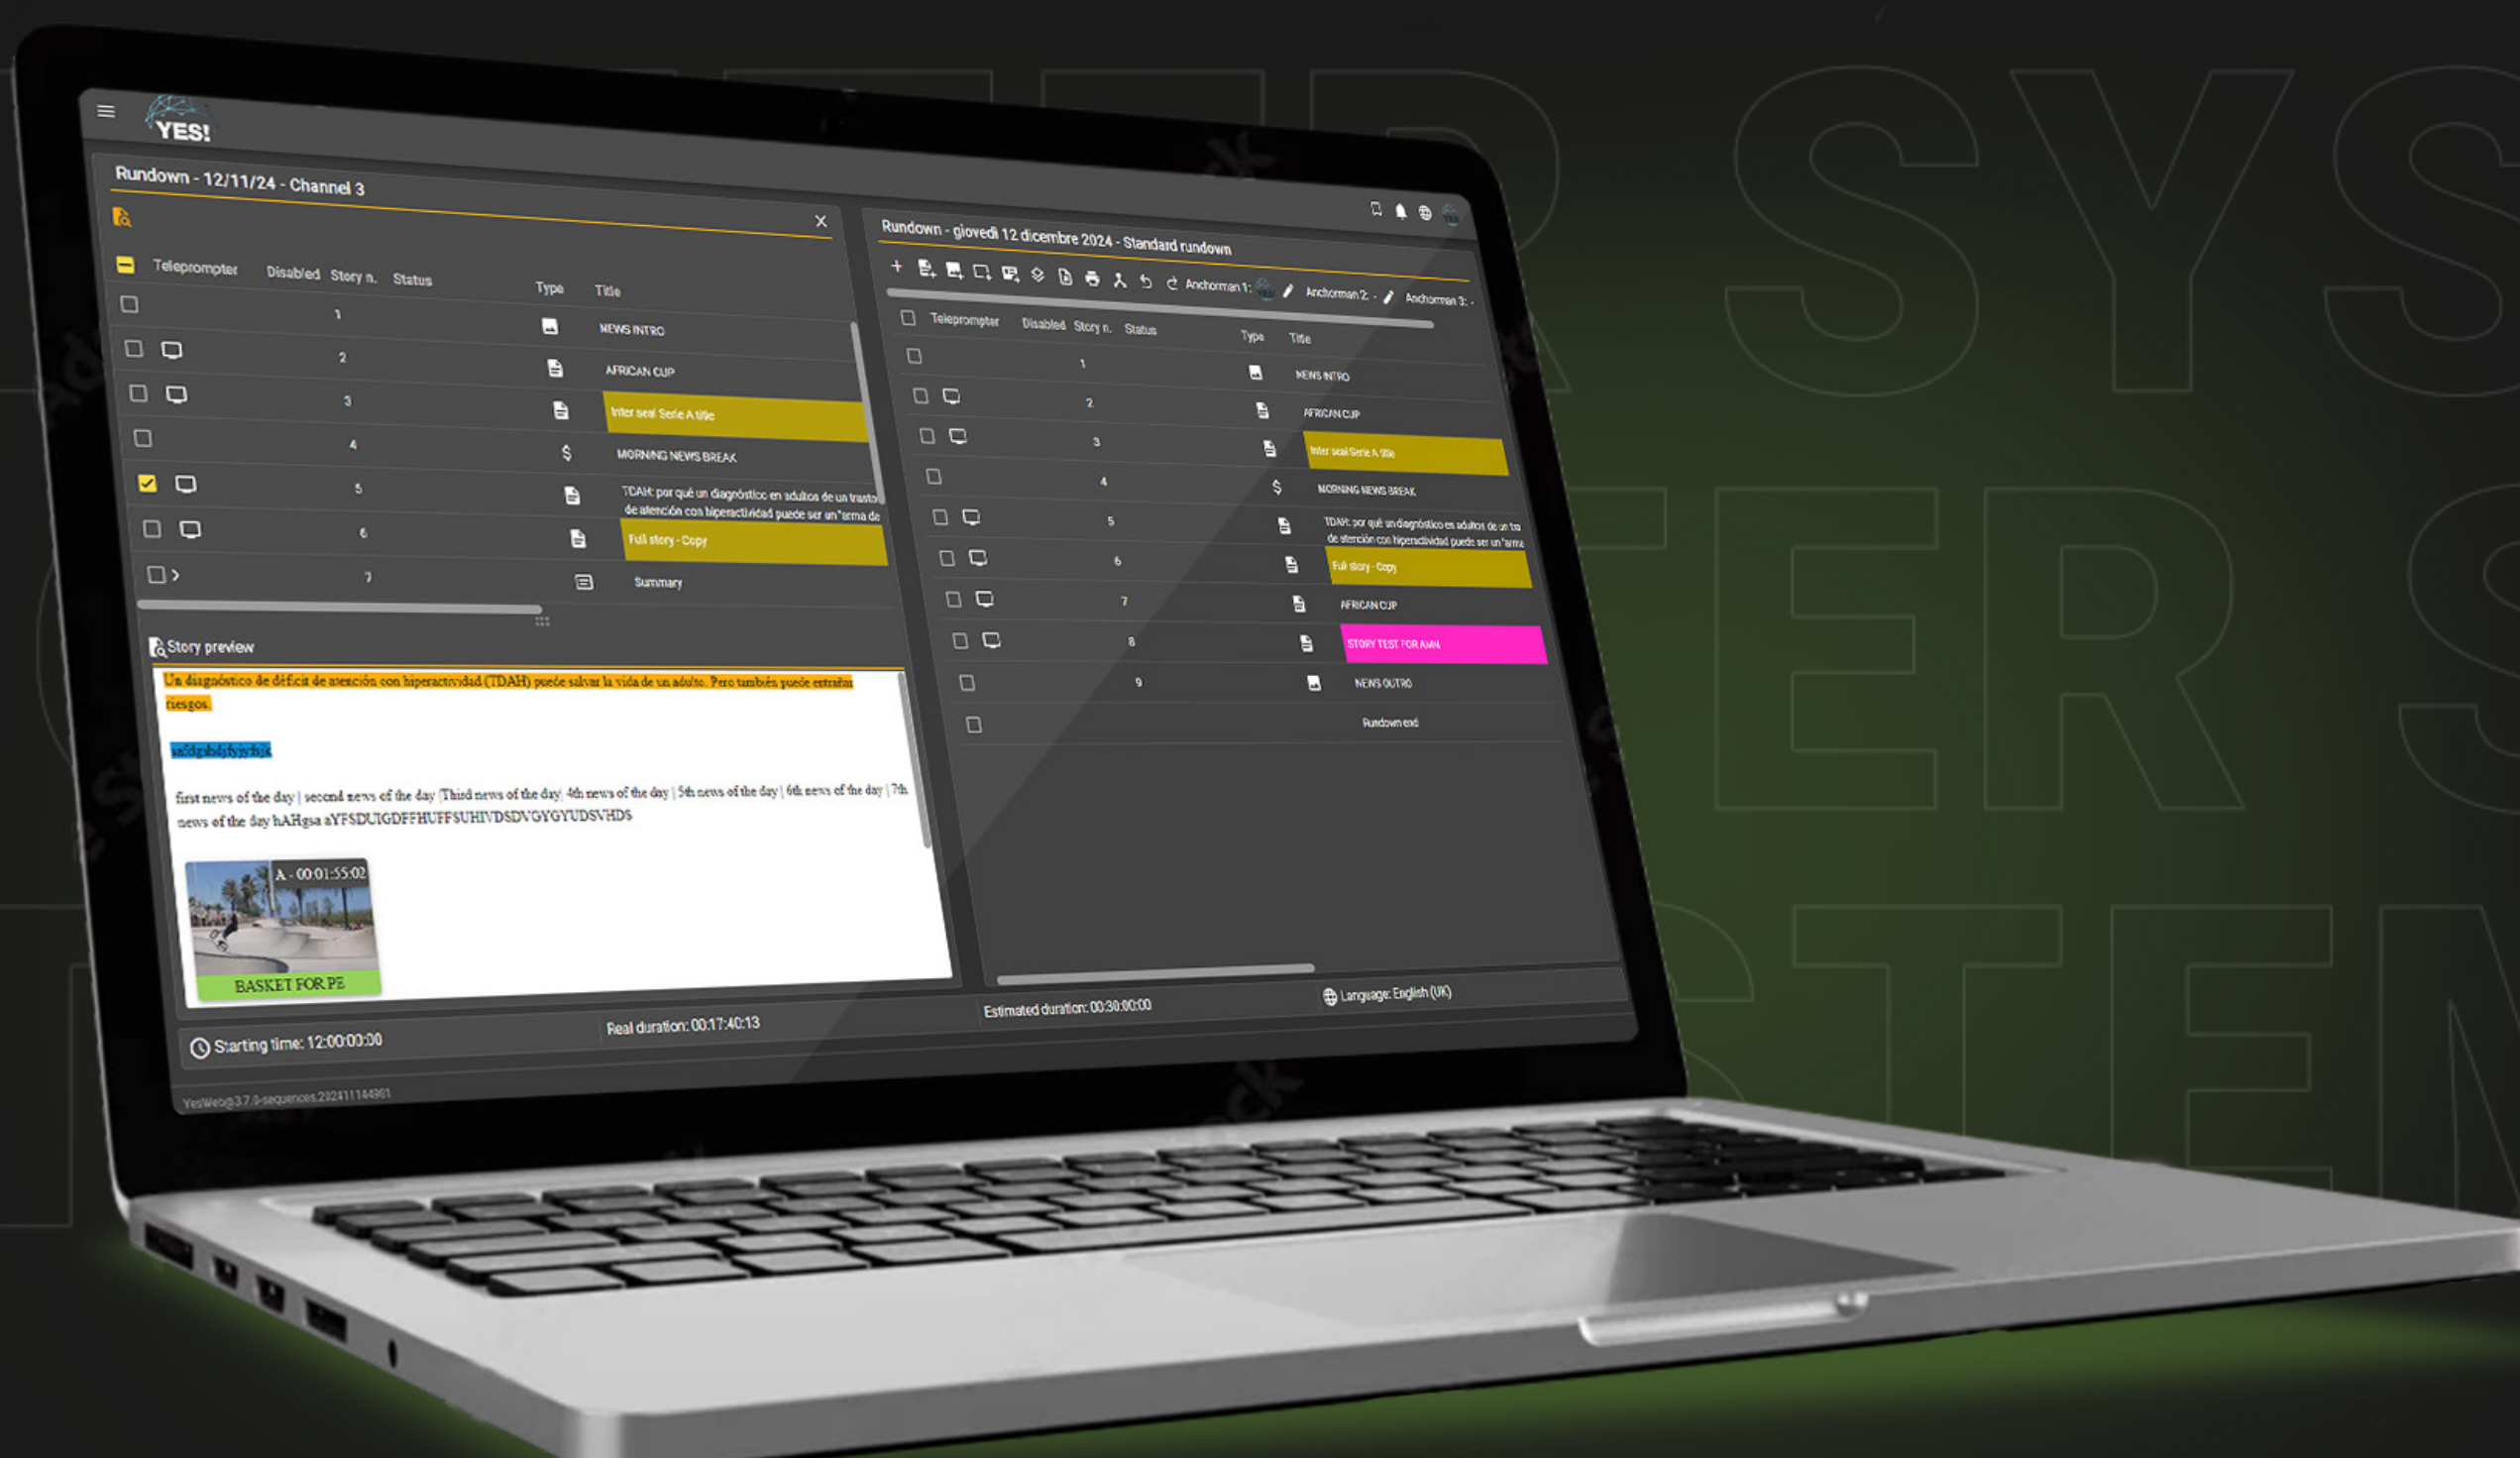 YES!
Rundown - 12/11/24 - Channel 3
Teleprompter Disabled Story n. Status Type Title
1 NEWS INTRO
2 AFRICAN CUP
3 Inter seal Serie A title
4 MORNING NEWS BREAK
5 TDAH: por qué un diagnóstico en adultos de un trasto
de atención con hiperactividad puede ser un "arma de
6 Full story - Copy
7 Summary
Story preview
Un diagnóstico de déficit de atención con hiperactividad (TDAH) puede salvar la vida de un adulto. Pero también puede entrañar
riesgos.
first news of the day | second news of the day |Third news of the day| 4th news of the day | 5th news of the day | 6th news of the day | 7th
news of the day hAHgsa
A - 00:01:55:02
BASKET FOR PE
Rundown - giovedì 12 dicembre 2024 - Standard rundown
Anchorman 1: Anchorman 2: - Anchorman 3: -
Teleprompter Disabled Story n. Status Type Title
1 NEWS INTRO
2 AFRICAN CUP
3 Inter seal Serie A title
4 MORNING NEWS BREAK
5 TDAH: por qué un diagnóstico en adultos de un tra
de atención con hiperactividad puede ser un "arma
6 Full story - Copy
7 AFRICAN CUP
8 STORY TEST FOR AMN
9 NEWS OUTRO
Rundown end
Starting time: 12:00:00:00 Real duration: 00:17:40:13 Estimated duration: 00:30:00:00 Language: English (UK)
TER SYS
TER S
STEM